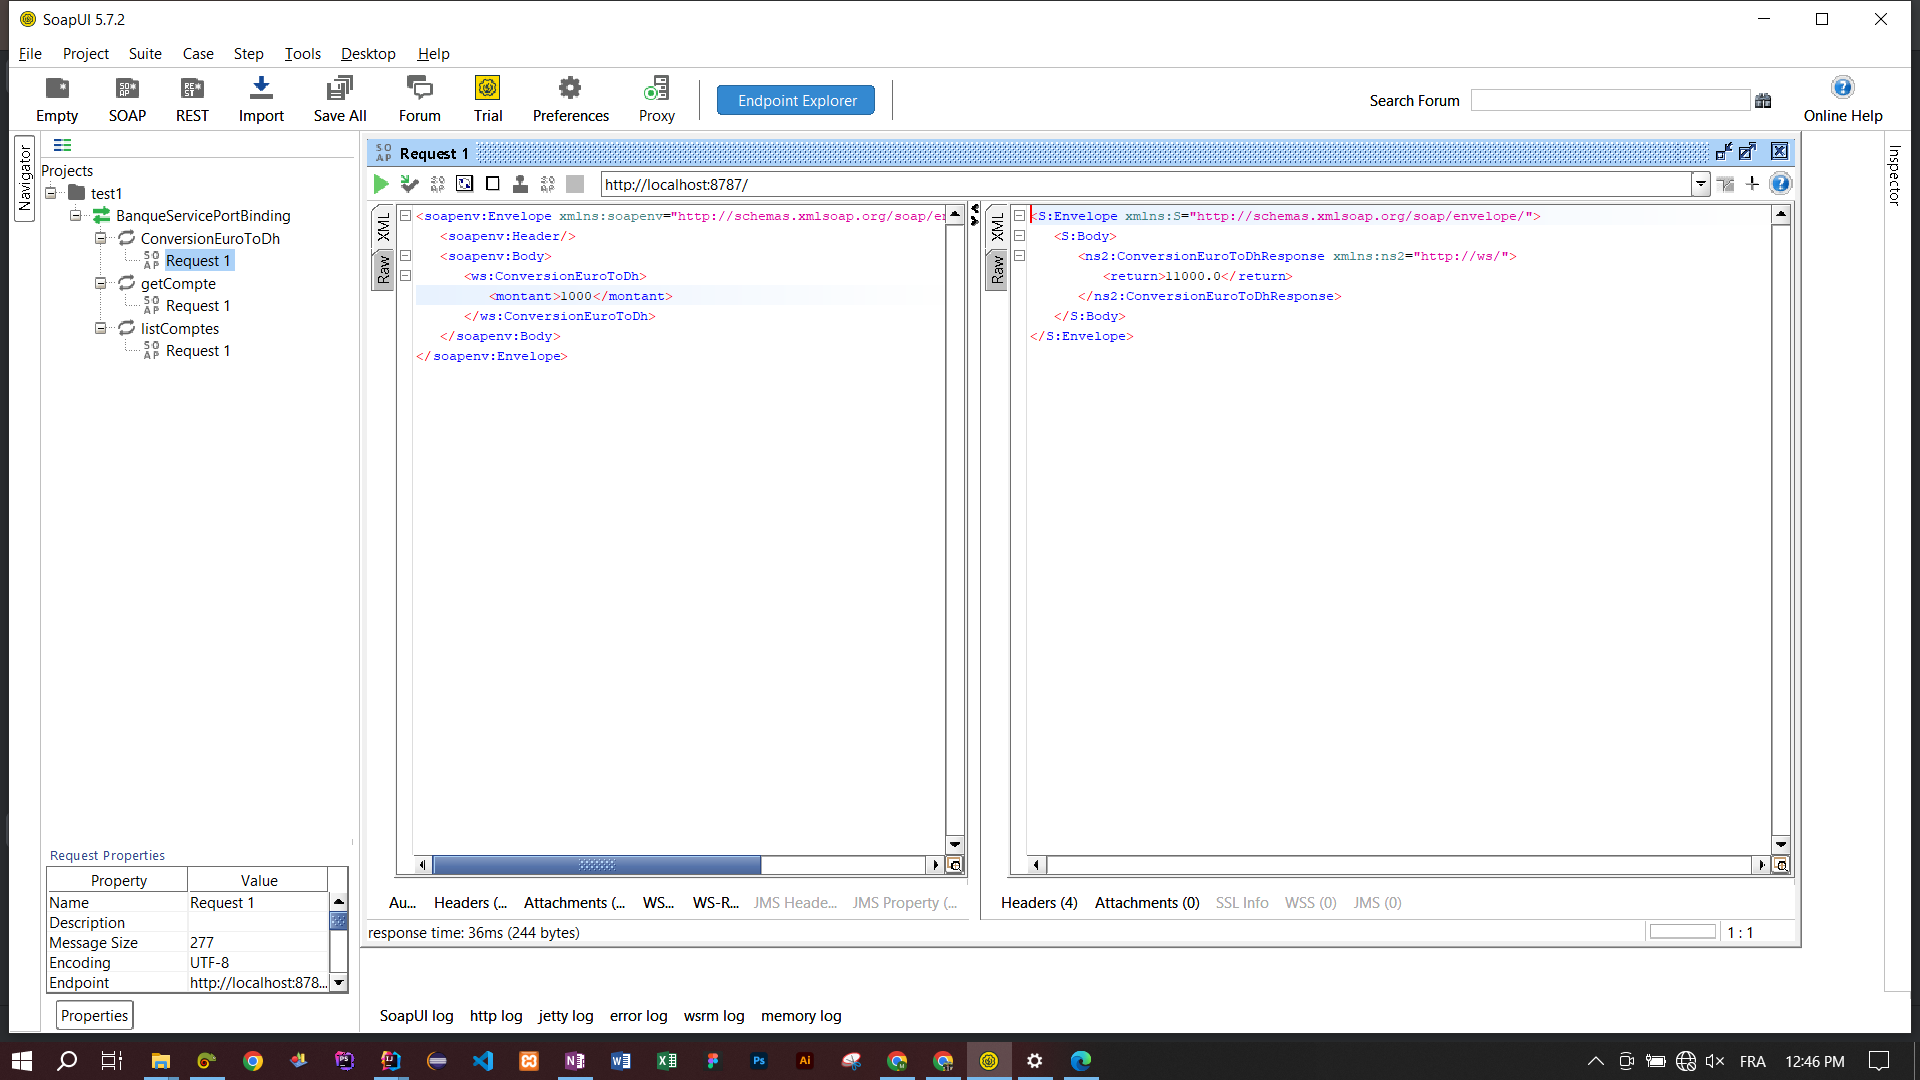 SoapUI 5.7.2
File Project Suite Case Step Tools Desktop Help
Empty SOAP REST Import Save All Forum Trial Preferences Proxy Endpoint Explorer Search Forum Online Help
Navigator
Projects
test1
BanqueServicePortBinding
ConversionEuroToDh
SOAP Request 1
getCompte
SOAP Request 1
listComptes
SOAP Request 1
Request Properties
Property Value
Name Request 1
Description
Message Size 277
Encoding UTF-8
Endpoint http://localhost:878...
Properties
SOAP Request 1
http://localhost:8787/
XML
Raw
<soapenv:Envelope xmlns:soapenv="http://schemas.xmlsoap.org/soap/en
<soapenv:Header/>
<soapenv:Body>
<ws:ConversionEuroToDh>
<montant>1000</montant>
</ws:ConversionEuroToDh>
</soapenv:Body>
</soapenv:Envelope>
XML
Raw
<S:Envelope xmlns:S="http://schemas.xmlsoap.org/soap/envelope/">
<S:Body>
<ns2:ConversionEuroToDhResponse xmlns:ns2="http://ws/">
<return>11000.0</return>
</ns2:ConversionEuroToDhResponse>
</S:Body>
</S:Envelope>
Au... Headers (... Attachments (... WS... WS-R... JMS Heade... JMS Property (...
Headers (4) Attachments (0) SSL Info WSS (0) JMS (0)
response time: 36ms (244 bytes)
1 : 1
Inspector
SoapUI log http log jetty log error log wsrm log memory log
FRA 12:46 PM